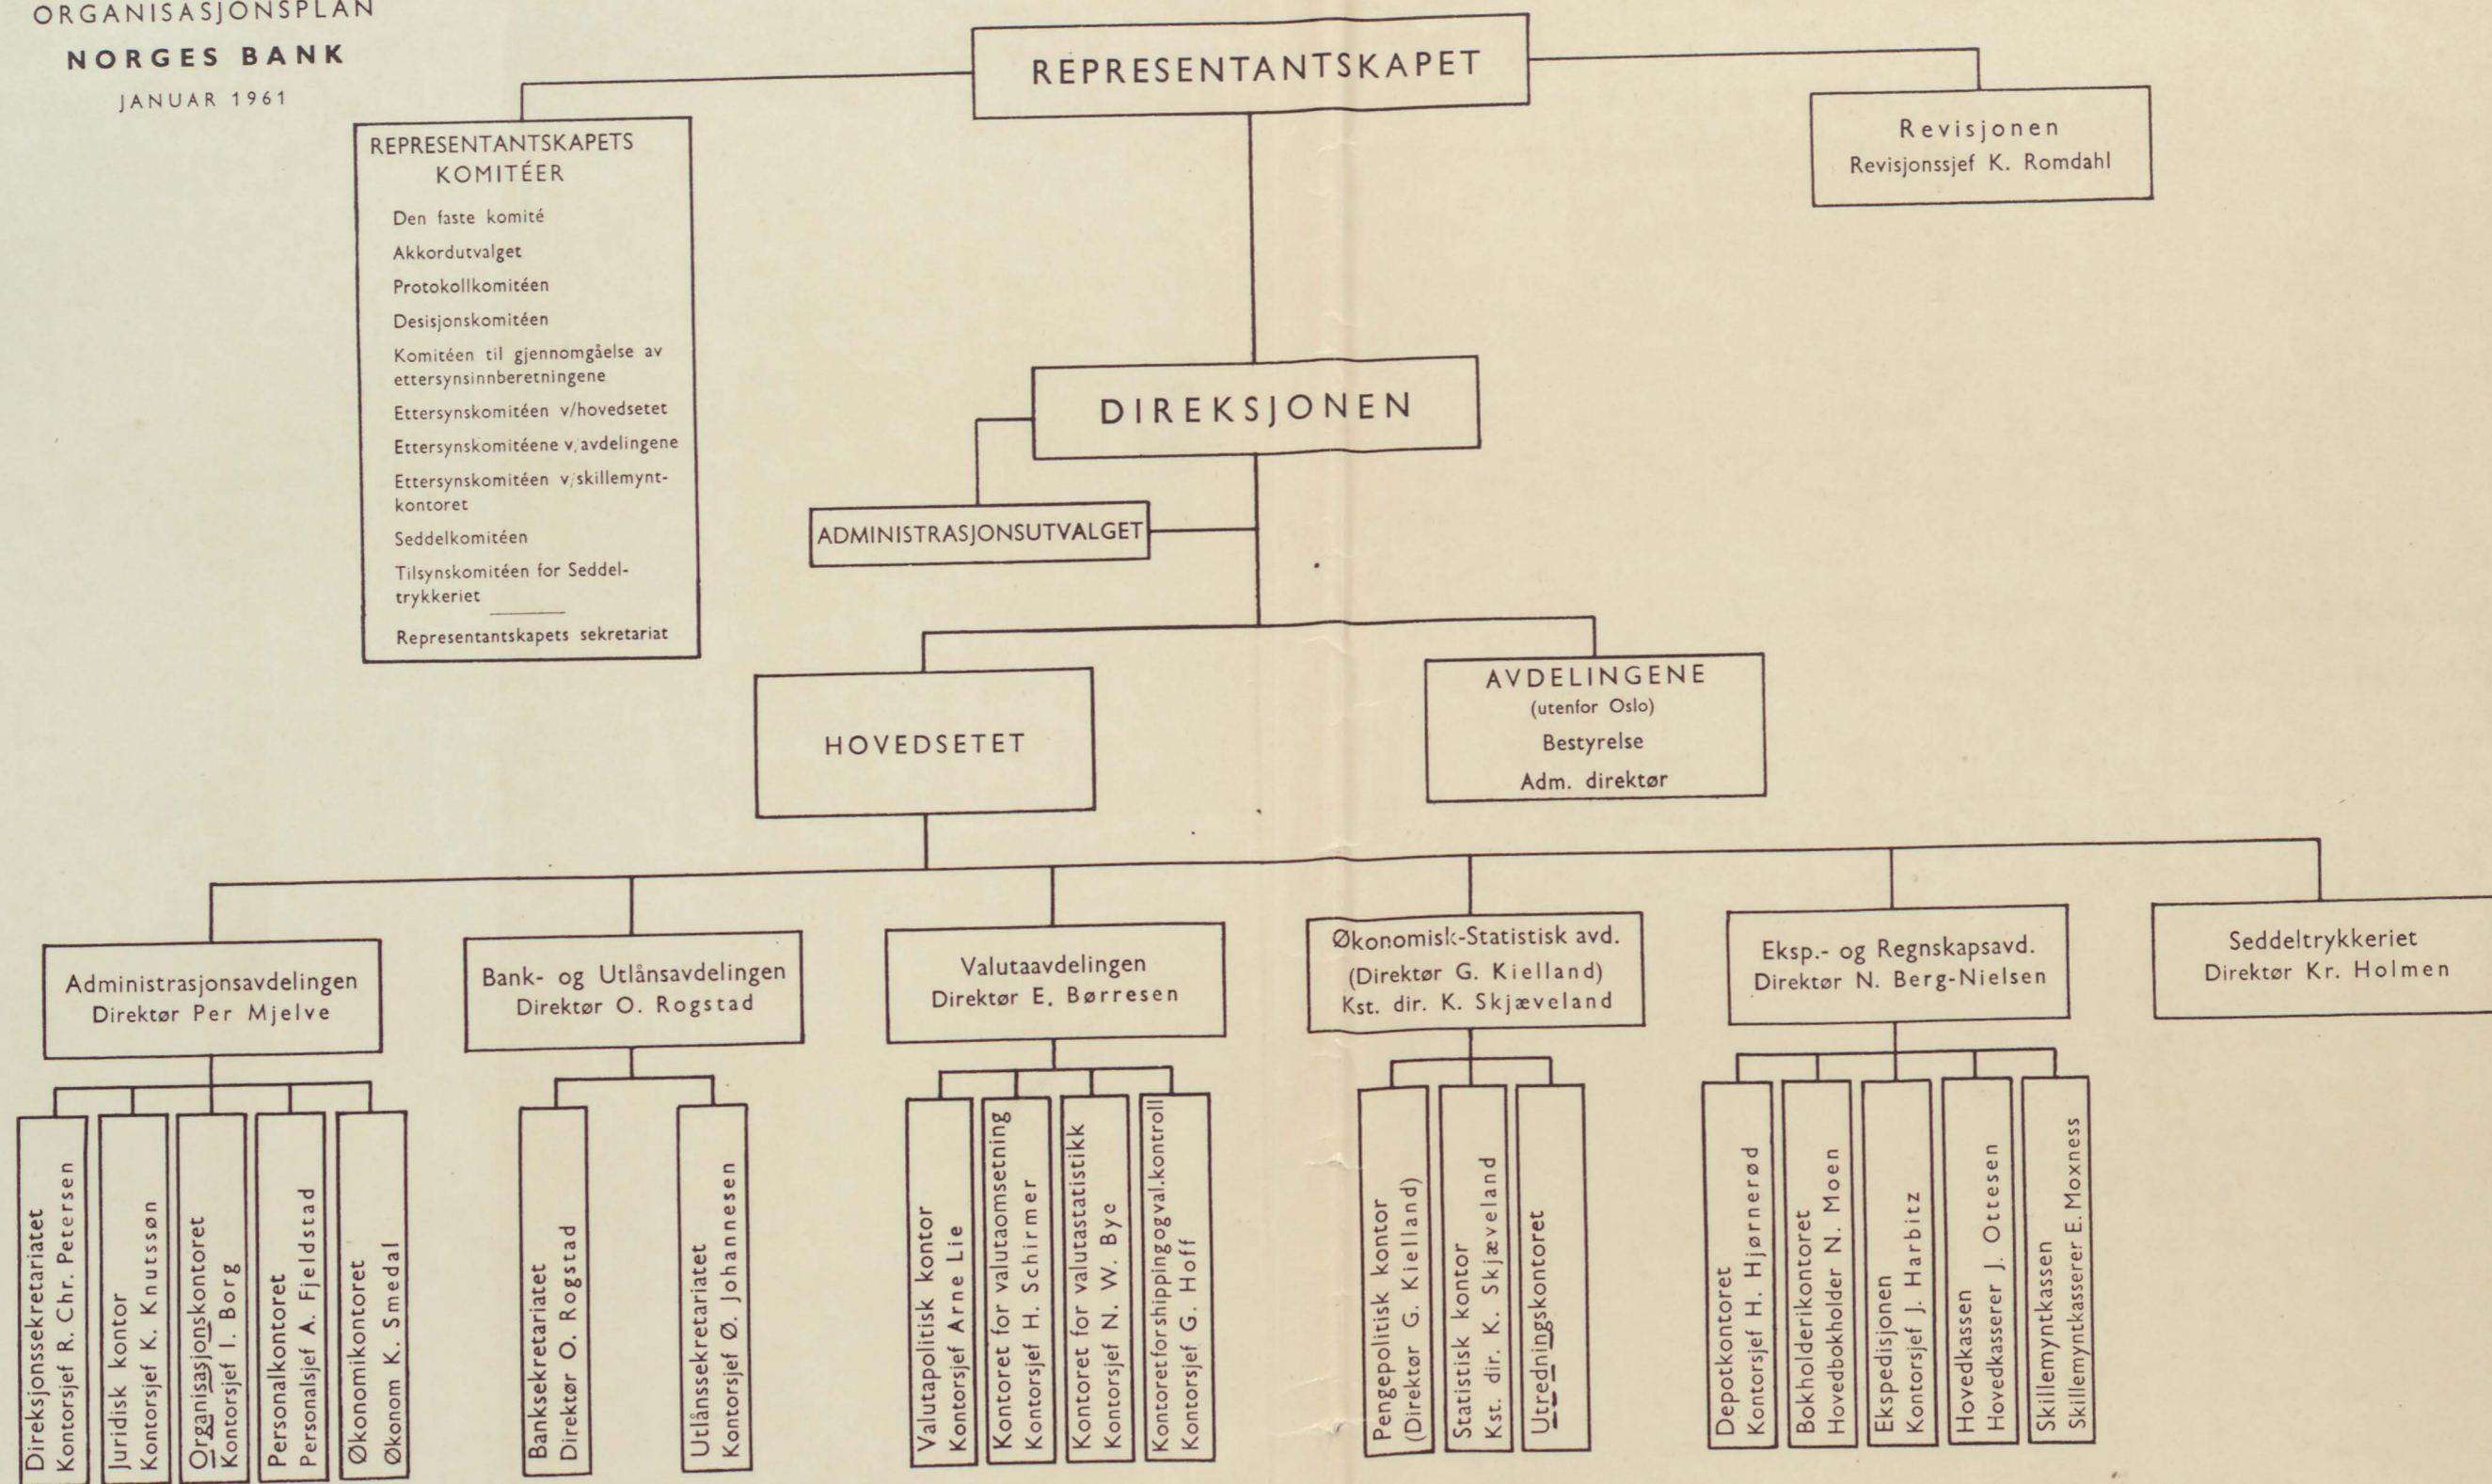 ORGANISASJONSPLAN
NORGES BANK
JANUAR 1961
REPRESENTANTSKAPET
Revisjonen
Revisjonssjef K. Romdahl
REPRESENTANTSKAPETS
KOMITÉER
Den faste komité
Akkordutvalget
Protokollkomitéen
Desisjonskomitéen
Komitéen til gjennomgåelse av
ettersynsinnberetningene
Ettersynskomitéen v/hovedsetet
Ettersynskomitéene v/avdelingene
Ettersynskomitéen v/skillemynt-
kontoret
Seddelkomitéen
Tilsynskomitéen for Seddel-
trykkeriet
Representantskapets sekretariat
DIREKSJONEN
ADMINISTRASJONSUTVALGET
HOVEDSETET
AVDELINGENE
(utenfor Oslo)
Bestyrelse
Adm. direktør
Administrasjonsavdelingen
Direktør Per Mjelve
Bank- og Utlånsavdelingen
Direktør O. Rogstad
Valutaavdelingen
Direktør E. Børresen
Økonomisk-Statistisk avd.
(Direktør G. Kielland)
Kst. dir. K. Skjæveland
Eksp.- og Regnskapsavd.
Direktør N. Berg-Nielsen
Seddeltrykkeriet
Direktør Kr. Holmen
Direksjonssekretariatet
Kontorsjef R. Chr. Petersen
Juridisk kontor
Kontorsjef K. Knutssøn
Organisasjonskontoret
Kontorsjef I. Borg
Personalkontoret
Personalsjef A. Fjeldstad
Økonomikontoret
Økonom K. Smedal
Banksekretariatet
Direktør O. Rogstad
Utlånssekretariatet
Kontorsjef Ø. Johannesen
Valutapolitisk kontor
Kontorsjef Arne Lie
Kontoret for valutaomsetning
Kontorsjef H. Schirmer
Kontoret for valutastatistikk
Kontorsjef N. W. Bye
Kontoret for shipping og val.kontroll
Kontorsjef G. Hoff
Pengepolitisk kontor
(Direktør G. Kielland)
Statistisk kontor
Kst. dir. K. Skjæveland
Utredningskontoret
Depotkontoret
Kontorsjef H. Hjørnerød
Bokholderikontoret
Hovedbokholder N. Moen
Ekspedisjonen
Kontorsjef J. Harbitz
Hovedkassen
Hovedkasserer J. Ottesen
Skillemyntkassen
Skillemyntkasserer E. Moxness